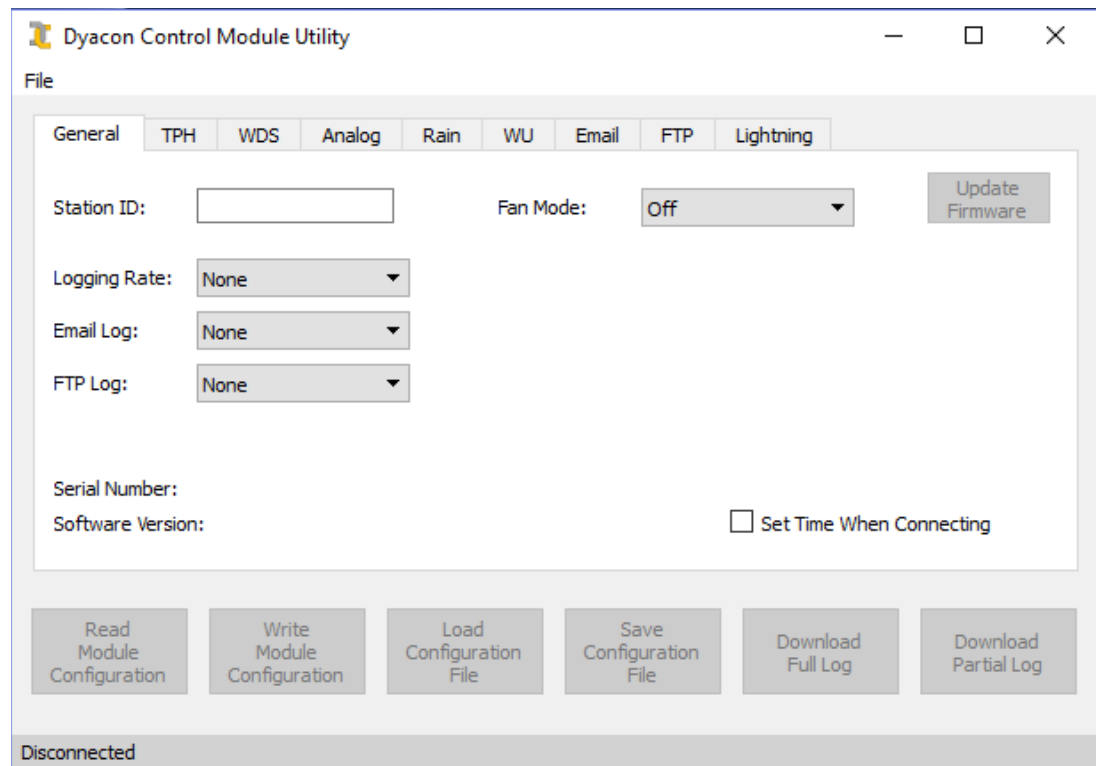 Dyacon Control Module Utility
File
General TPH WDS Analog Rain WU Email FTP Lightning
Station ID:
Fan Mode: Off
Update
Firmware
Logging Rate: None
Email Log: None
FTP Log: None
Serial Number:
Software Version:
Set Time When Connecting
Read
Module
Configuration
Write
Module
Configuration
Load
Configuration
File
Save
Configuration
File
Download
Full Log
Download
Partial Log
Disconnected